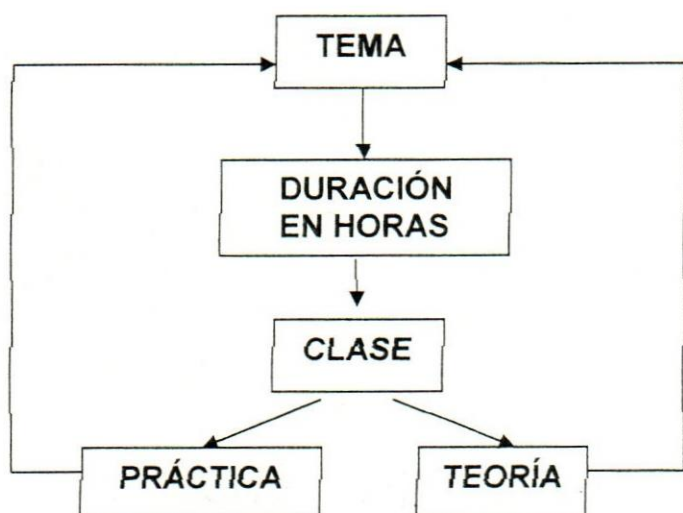 TEMA
DURACIÓN
EN HORAS
CLASE
PRÁCTICA
TEORÍA